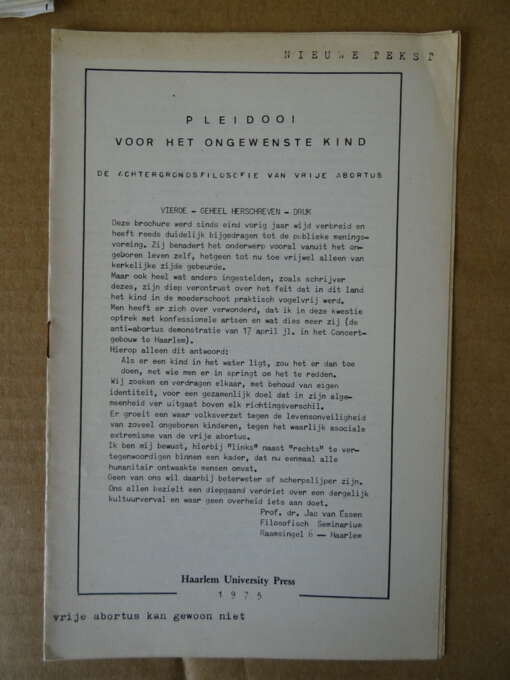 NIEUWE TEKST
PLEIDOOI
VOOR HET ONGEWENSTE KIND
DE ACHTERGRONDSFILOSOFIE VAN VRIJE ABORTUS
VIERDE - GEHEEL HERSCHREVEN - DRUK
Deze brochure werd sinds eind vorig jaar wijd verbreid en
heeft reeds duidelijk bijgedragen tot de publieke menings-
vorming. Zij benadert het onderwerp vooral vanuit het on-
geboren leven zelf, hetgeen tot nu toe vrijwel alleen van
kerkelijke zijde gebeurde.
Maar ook heel wat anders ingestelden, zoals schrijver
dezes, zijn diep verontrust over het feit dat in dit land
het kind in de moederschoot praktisch vogelvrij werd.
Men heeft er zich over verwonderd, dat ik in deze kwestie
optrek met konfessionele artsen en wat dies meer zij (de
anti-abortus demonstratie van 17 april jl. in het Concert-
gebouw te Haarlem).
Hierop alleen dit antwoord:
Als er een kind in het water ligt, zou het er dan toe
doen, met wie men er in springt om het te redden.
Wij zoeken en verdragen elkaar, met behoud van eigen
identiteit, voor een gezamenlijk doel dat in zijn alge-
meenheid ver uitgaat boven elk richtingsverschil.
Er groeit een waar volksverzet tegen de levensonveiligheid
van zoveel ongeboren kinderen, tegen het waarlijk asociale
extremisme van de vrije abortus.
Ik ben mij bewust, hierbij "links" naast "rechts" te ver-
tegenwoordigen binnen een kader, dat nu eenmaal alle
humanitair ontwaakte mensen omvat.
Geen van ons wil daarbij beterweter of scherpslijper zijn.
Ons allen bezielt een diepgaand verdriet over een dergelijk
kultuurverval en waar geen overheid iets aan doet.
Prof. dr. Jac van Essen
Filosofisch Seminarium
Raamsingel 6 — Haarlem
Haarlem University Press
1975
vrije abortus kan gewoon niet